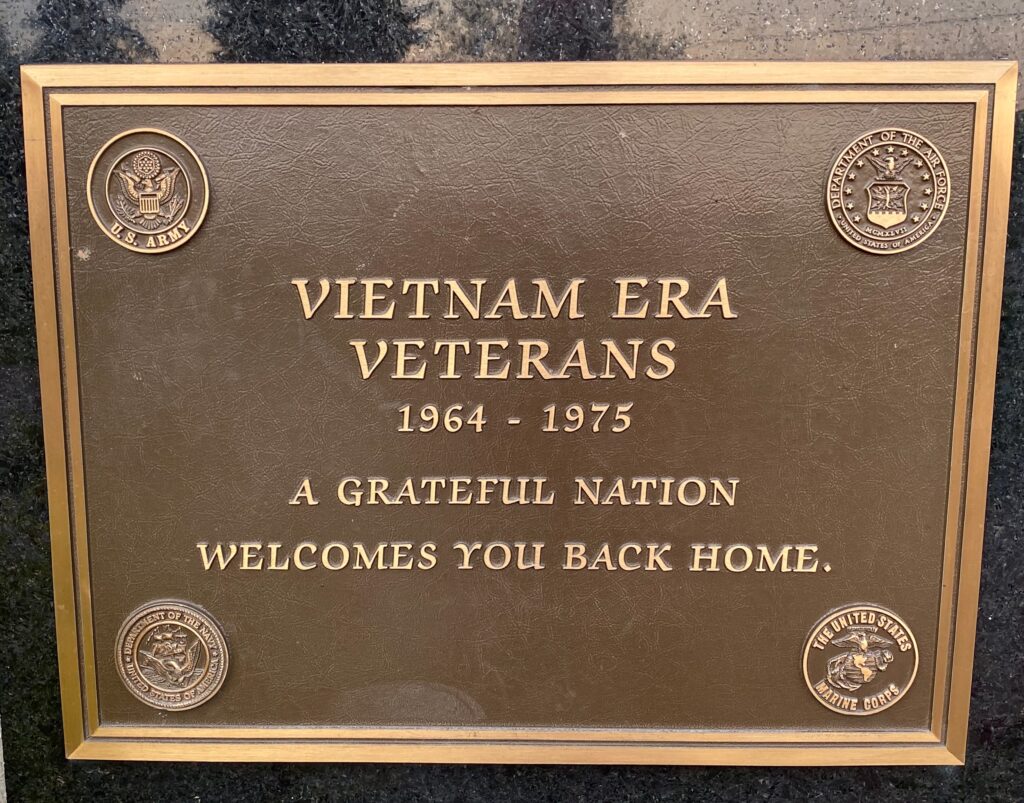 U.S. ARMY
DEPARTMENT OF THE AIR FORCE
MCMXLVII
UNITED STATES OF AMERICA
VIETNAM ERA
VETERANS
1964 - 1975
A GRATEFUL NATION
WELCOMES YOU BACK HOME.
DEPARTMENT OF THE NAVY
UNITED STATES OF AMERICA
THE UNITED STATES
MARINE CORPS